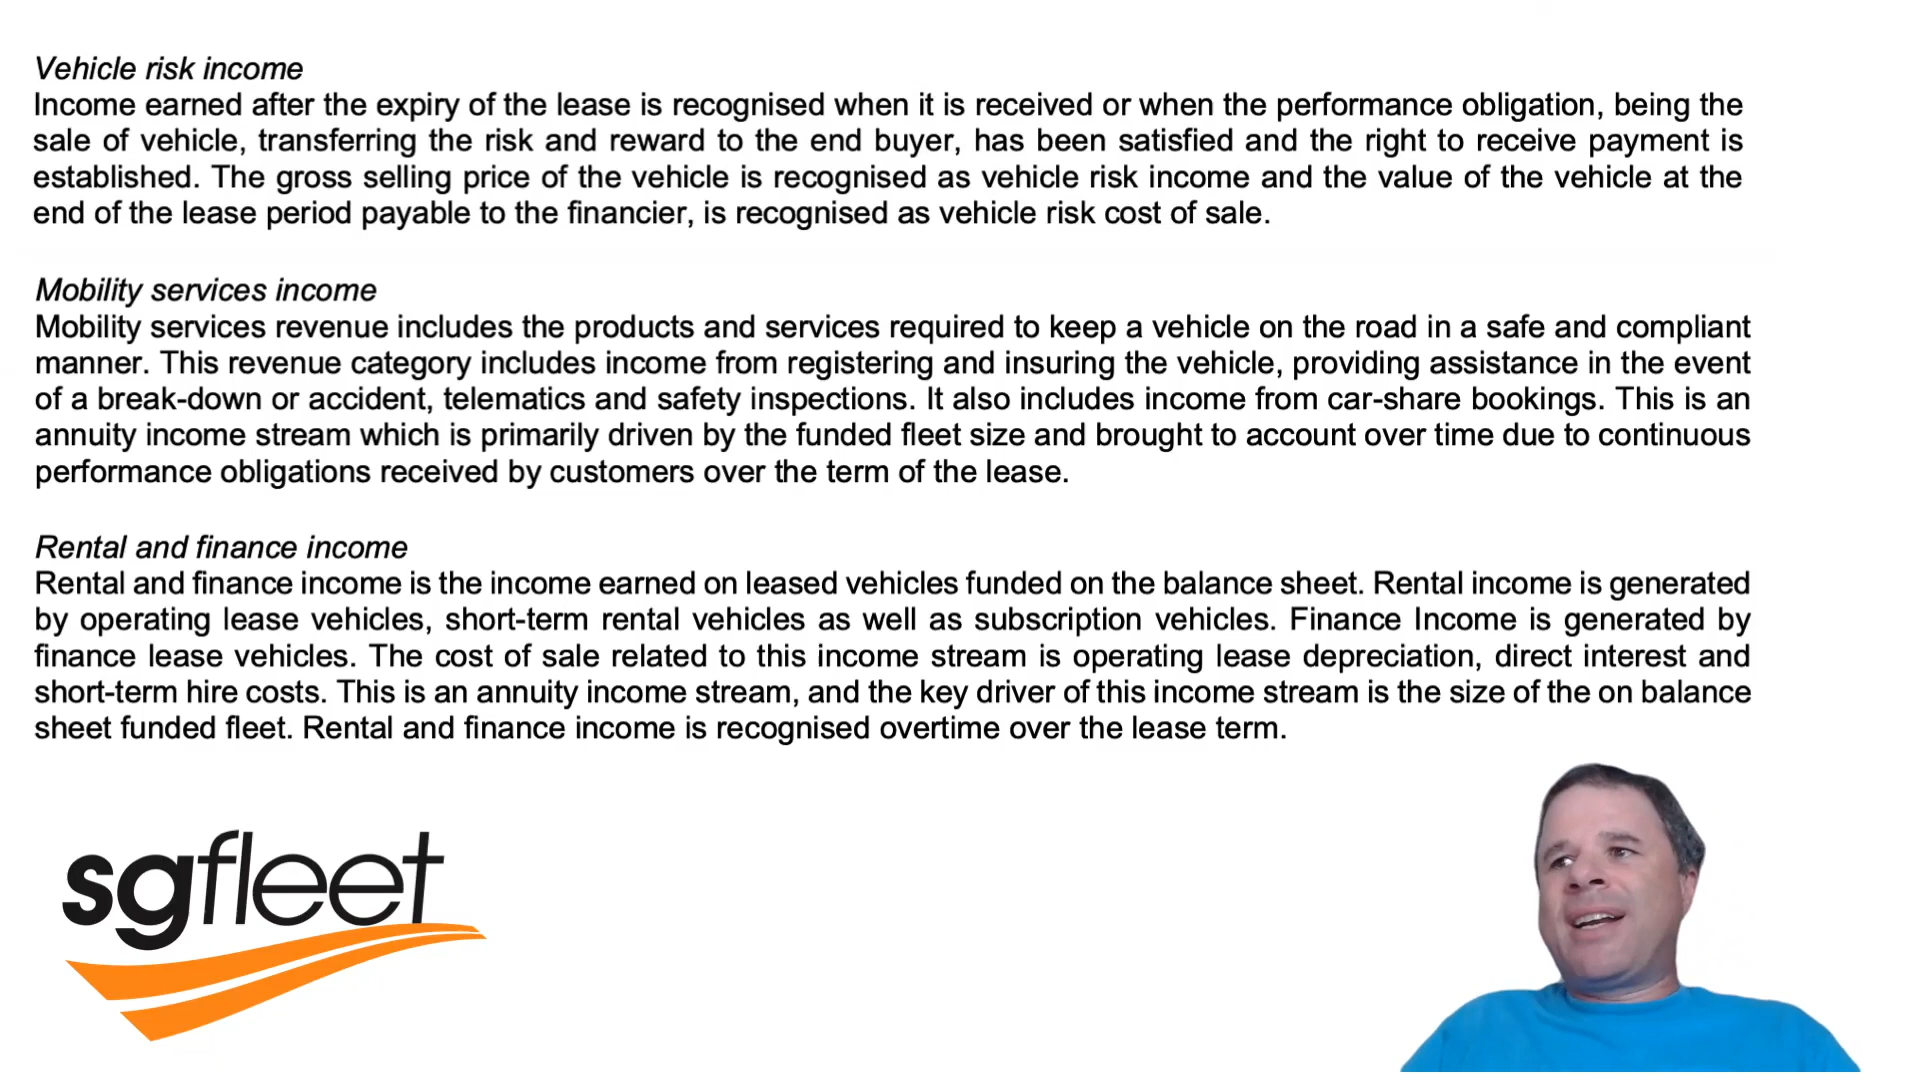 Vehicle risk income
Income earned after the expiry of the lease is recognised when it is received or when the performance obligation, being the
sale of vehicle, transferring the risk and reward to the end buyer, has been satisfied and the right to receive payment is
established. The gross selling price of the vehicle is recognised as vehicle risk income and the value of the vehicle at the
end of the lease period payable to the financier, is recognised as vehicle risk cost of sale.
Mobility services income
Mobility services revenue includes the products and services required to keep a vehicle on the road in a safe and compliant
manner. This revenue category includes income from registering and insuring the vehicle, providing assistance in the event
of a break-down or accident, telematics and safety inspections. It also includes income from car-share bookings. This is an
annuity income stream which is primarily driven by the funded fleet size and brought to account over time due to continuous
performance obligations received by customers over the term of the lease.
Rental and finance income
Rental and finance income is the income earned on leased vehicles funded on the balance sheet. Rental income is generated
by operating lease vehicles, short-term rental vehicles as well as subscription vehicles. Finance Income is generated by
finance lease vehicles. The cost of sale related to this income stream is operating lease depreciation, direct interest and
short-term hire costs. This is an annuity income stream, and the key driver of this income stream is the size of the on balance
sheet funded fleet. Rental and finance income is recognised overtime over the lease term.
sgfleet